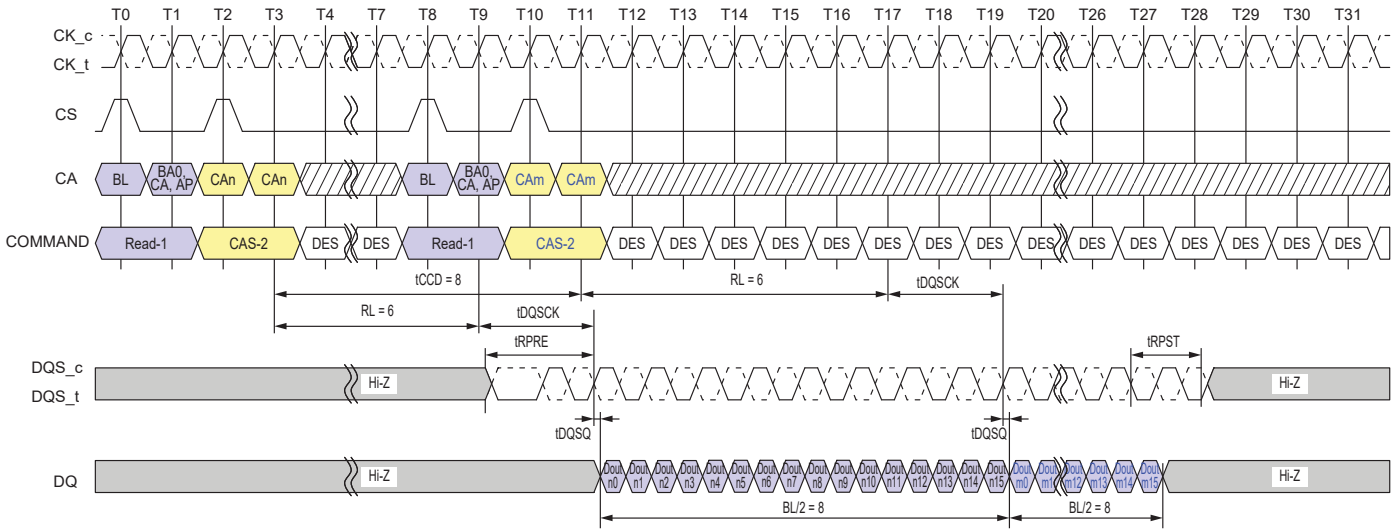 T0 T1 T2 T3 T4 T7 T8 T9 T10 T11 T12 T13 T14 T15 T16 T17 T18 T19 T20 T26 T27 T28 T29 T30 T31
CK_c
CK_t
CS
CA BL BA0, CA, AP CAn CAn BL BA0, CA, AP CAm CAm
COMMAND Read-1 CAS-2 DES DES Read-1 CAS-2 DES DES DES DES DES DES DES DES DES DES DES DES DES DES DES
tCCD = 8 RL = 6 tDQSCK
RL = 6 tDQSCK
tRPRE tRPST
DQS_c
DQS_t Hi-Z Hi-Z
tDQSQ tDQSQ
DQ Hi-Z Dout n0 Dout n1 Dout n2 Dout n3 Dout n4 Dout n5 Dout n6 Dout n7 Dout n8 Dout n9 Dout n10 Dout n11 Dout n12 Dout n13 Dout n14 Dout n15 Dout m0 Dout m1 Dout m12 Dout m13 Dout m14 Dout m15 Hi-Z
BL/2 = 8 BL/2 = 8